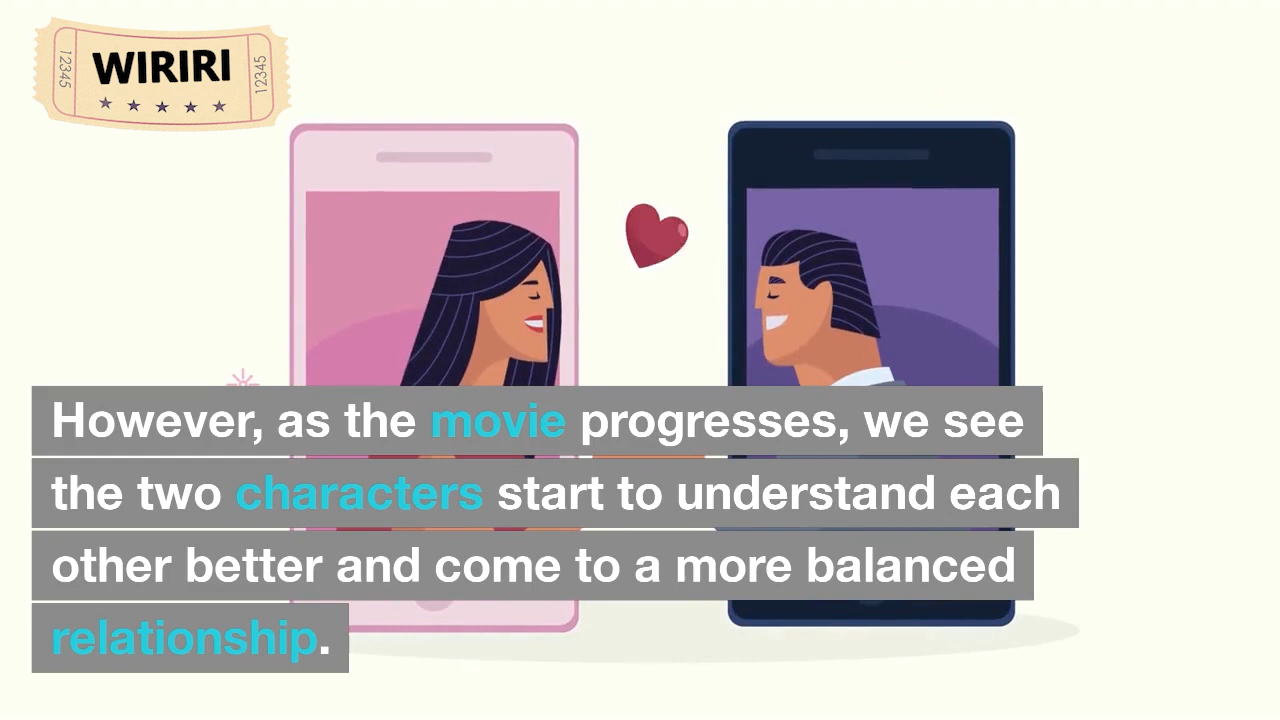 12345
WIRIRI
12345
However, as the movie progresses, we see
the two characters start to understand each
other better and come to a more balanced
relationship.